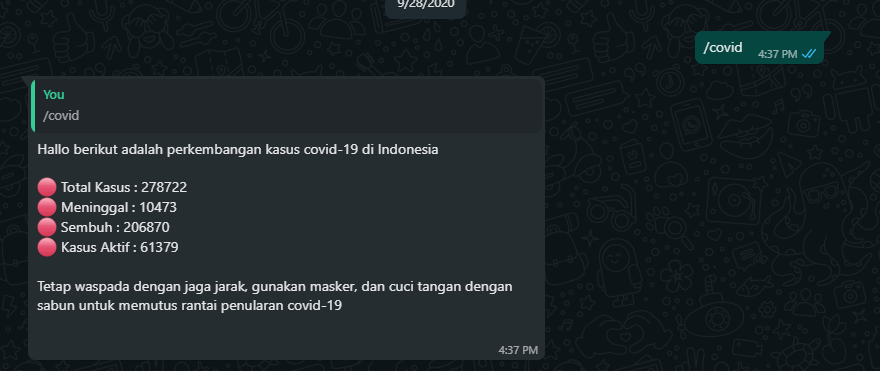 9/28/2020
/covid
4:37 PM
You
/covid
Hallo berikut adalah perkembangan kasus covid-19 di Indonesia
🔴 Total Kasus : 278722
🔴 Meninggal : 10473
🔴 Sembuh : 206870
🔴 Kasus Aktif : 61379
Tetap waspada dengan jaga jarak, gunakan masker, dan cuci tangan dengan
sabun untuk memutus rantai penularan covid-19
4:37 PM